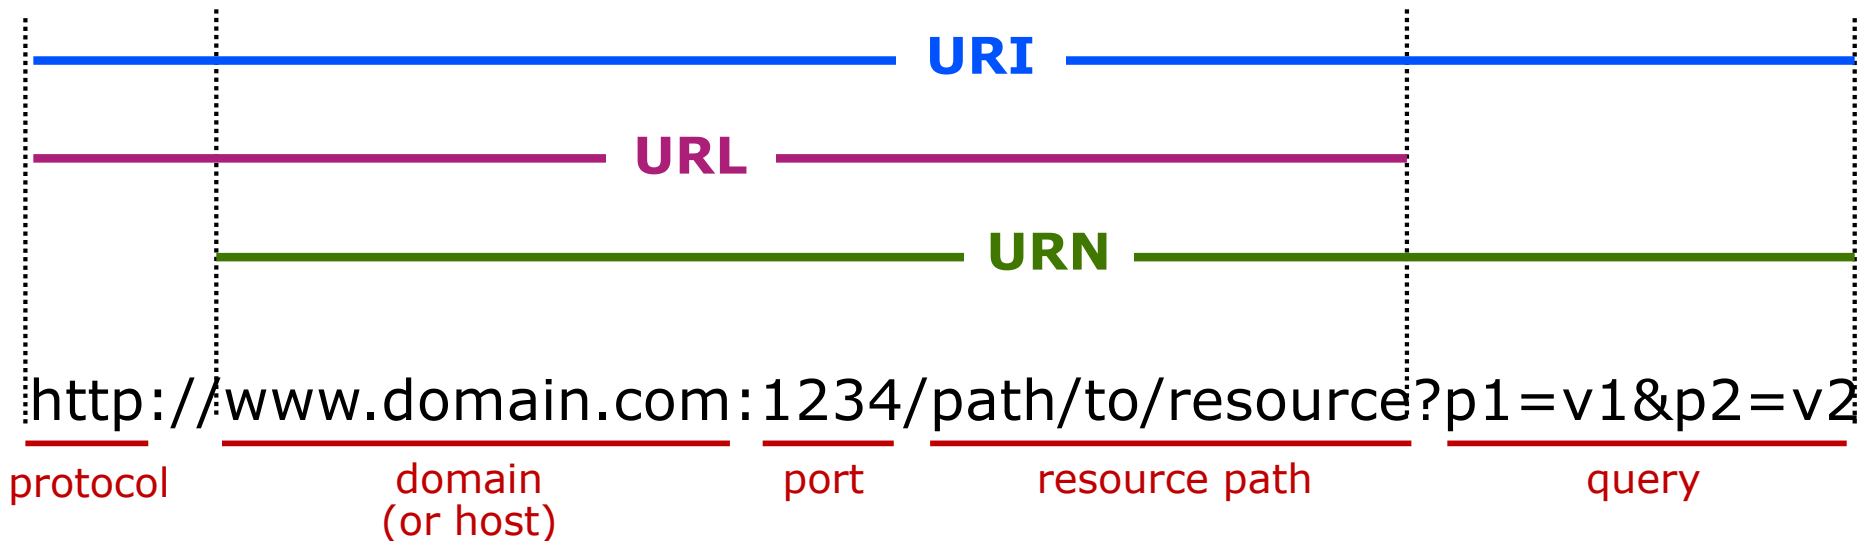 URI
URL
URN
http://www.domain.com:1234/path/to/resource?p1=v1&p2=v2
protocol domain port resource path query
(or host)